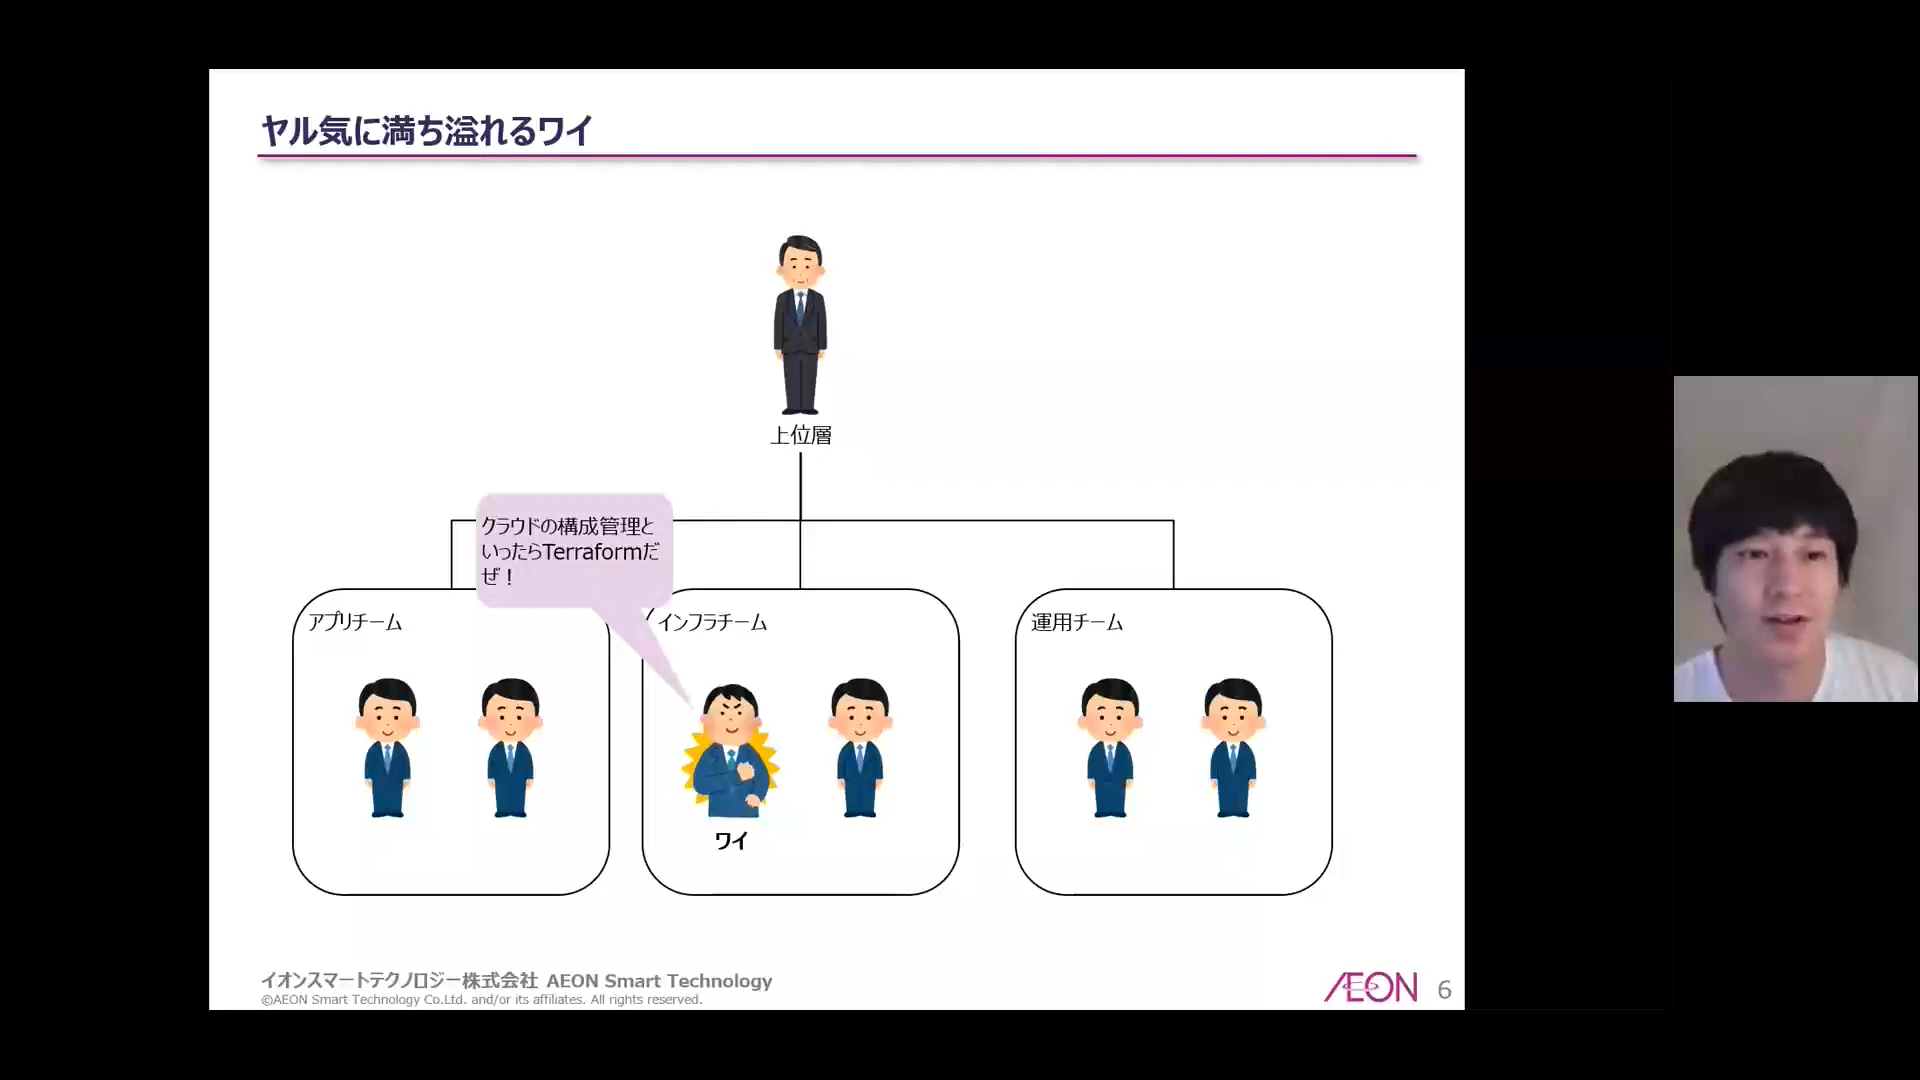 ヤル気に満ち溢れるワイ
上位層
クラウドの構成管理と
いったらTerraformだ
ぜ！
アプリチーム
インフラチーム
運用チーム
ワイ
イオンスマートテクノロジー株式会社 AEON Smart Technology
©AEON Smart Technology Co.Ltd. and/or its affiliates. All rights reserved.
ÆON
6